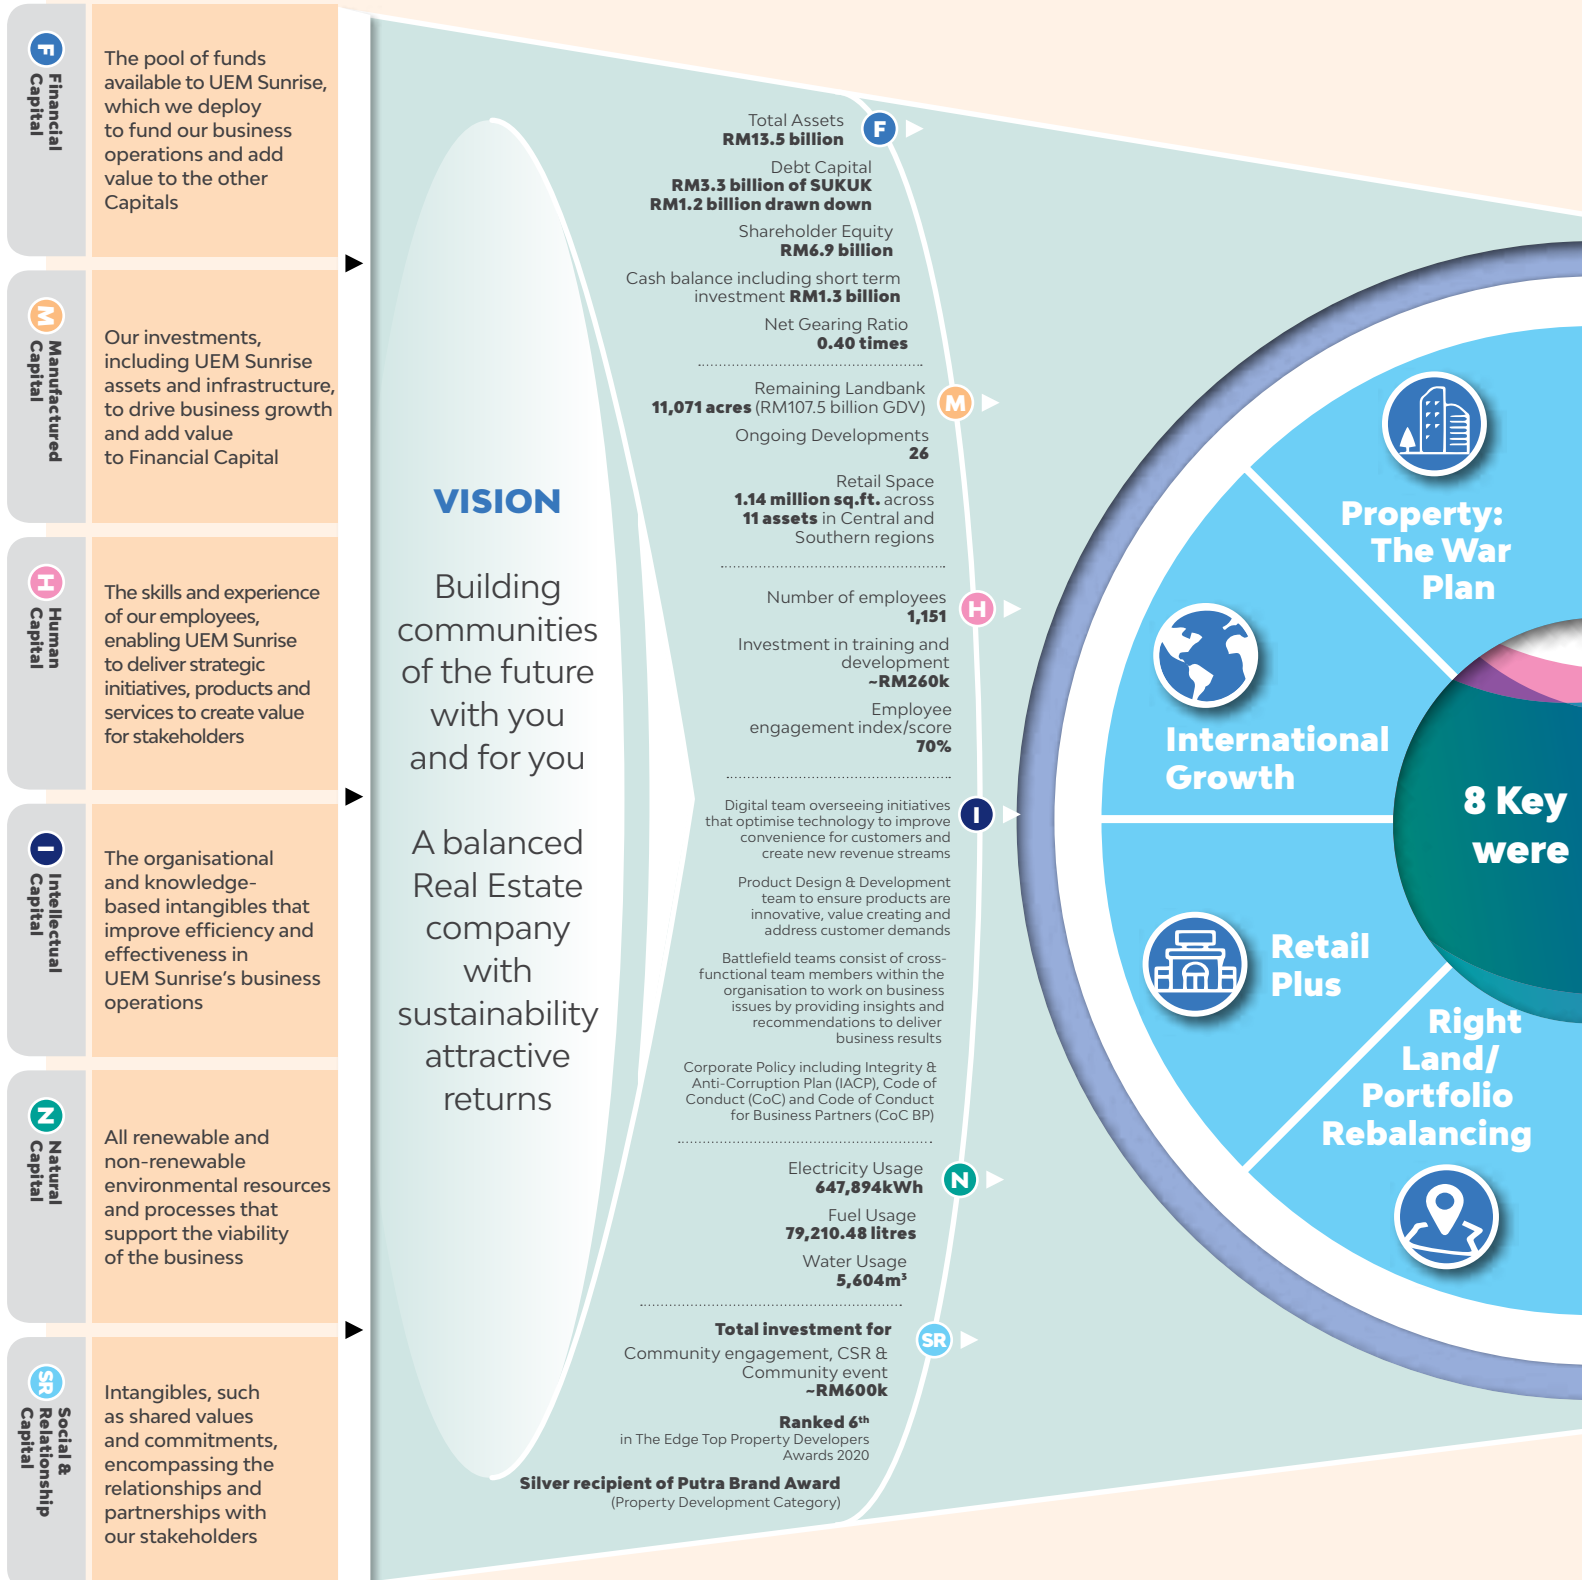 F
Financial
Capital
The pool of funds
available to UEM Sunrise,
which we deploy
to fund our business
operations and add
value to the other
Capitals
M
Manufactured
Capital
Our investments,
including UEM Sunrise
assets and infrastructure,
to drive business growth
and add value
to Financial Capital
H
Human
Capital
The skills and experience
of our employees,
enabling UEM Sunrise
to deliver strategic
initiatives, products and
services to create value
for stakeholders
I
Intellectual
Capital
The organisational
and knowledge-
based intangibles that
improve efficiency and
effectiveness in
UEM Sunrise's business
operations
N
Natural
Capital
All renewable and
non-renewable
environmental resources
and processes that
support the viability
of the business
SR
Social &
Relationship
Capital
Intangibles, such
as shared values
and commitments,
encompassing the
relationships and
partnerships with
our stakeholders
VISION
Building
communities
of the future
with you
and for you
A balanced
Real Estate
company
with
sustainability
attractive
returns
Total Assets
RM13.5 billion
F
Debt Capital
RM3.3 billion of SUKUK
RM1.2 billion drawn down
Shareholder Equity
RM6.9 billion
Cash balance including short term
investment RM1.3 billion
Net Gearing Ratio
0.40 times
Remaining Landbank
11,071 acres (RM107.5 billion GDV)
M
Ongoing Developments
26
Retail Space
1.14 million sq.ft. across
11 assets in Central and
Southern regions
Number of employees
1,151
H
Investment in training and
development
~RM260k
Employee
engagement index/score
70%
Digital team overseeing initiatives
that optimise technology to improve
convenience for customers and
create new revenue streams
I
Product Design & Development
team to ensure products are
innovative, value creating and
address customer demands
Battlefield teams consist of cross-
functional team members within the
organisation to work on business
issues by providing insights and
recommendations to deliver
business results
Corporate Policy including Integrity &
Anti-Corruption Plan (IACP), Code of
Conduct (CoC) and Code of Conduct
for Business Partners (CoC BP)
Electricity Usage
647,894kWh
N
Fuel Usage
79,210.48 litres
Water Usage
5,604m³
Total investment for
Community engagement, CSR &
Community event
~RM600k
SR
Ranked 6th
in The Edge Top Property Developers
Awards 2020
Silver recipient of Putra Brand Award
(Property Development Category)
Property:
The War
Plan
International
Growth
8 Key
were
Retail
Plus
Right
Land/
Portfolio
Rebalancing